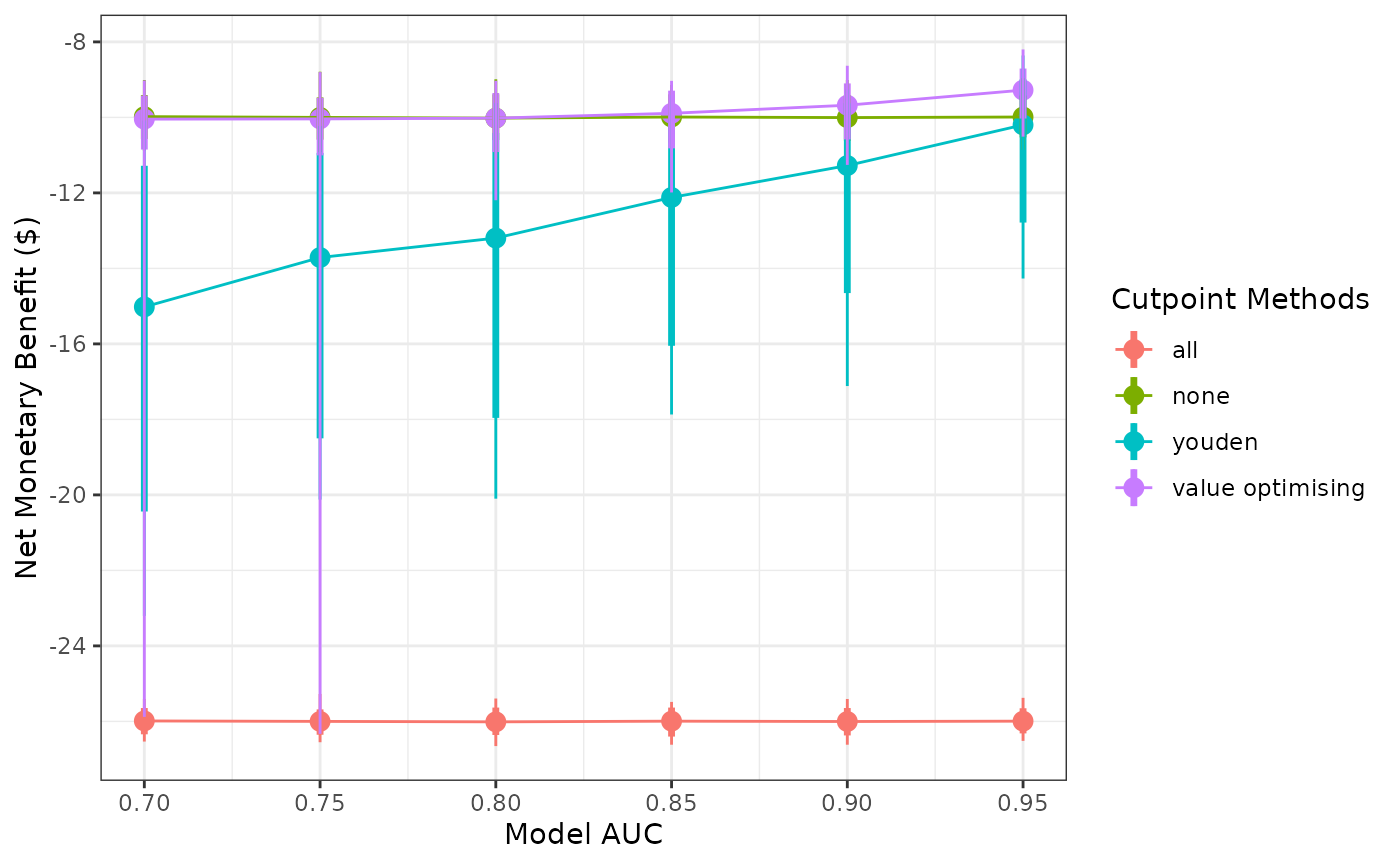 Net Monetary Benefit ($)
-8
-12
-16
-20
-24
0.70 0.75 0.80 0.85 0.90 0.95
Model AUC
Cutpoint Methods
all
none
youden
value optimising